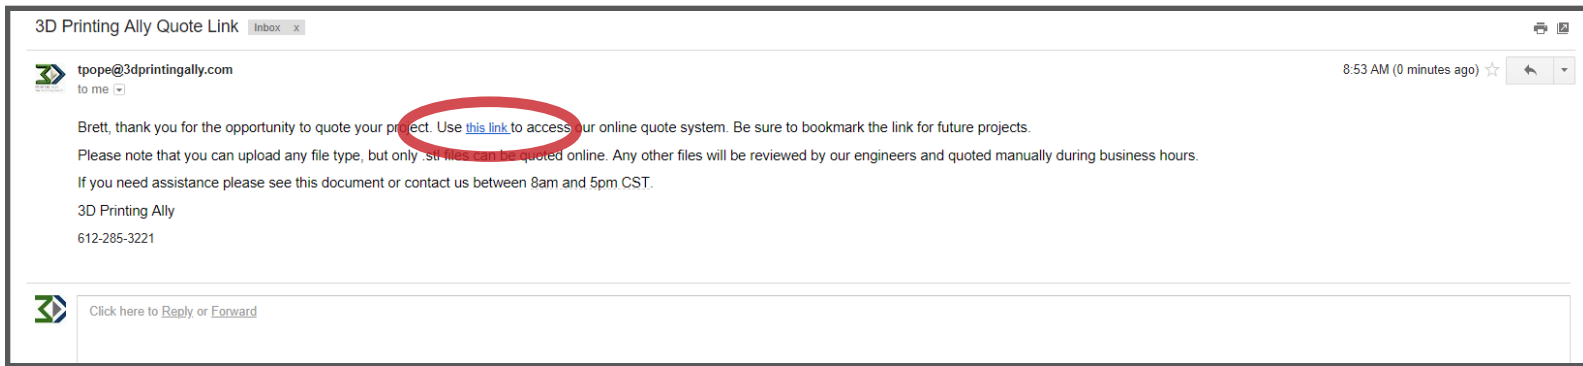 3D Printing Ally Quote Link Inbox x
tpope@3dprintingally.com 8:53 AM (0 minutes ago)
to me
Brett, thank you for the opportunity to quote your project. Use this link to access our online quote system. Be sure to bookmark the link for future projects.
Please note that you can upload any file type, but only .stl files can be quoted online. Any other files will be reviewed by our engineers and quoted manually during business hours.
If you need assistance please see this document or contact us between 8am and 5pm CST.
3D Printing Ally
612-285-3221
Click here to Reply or Forward